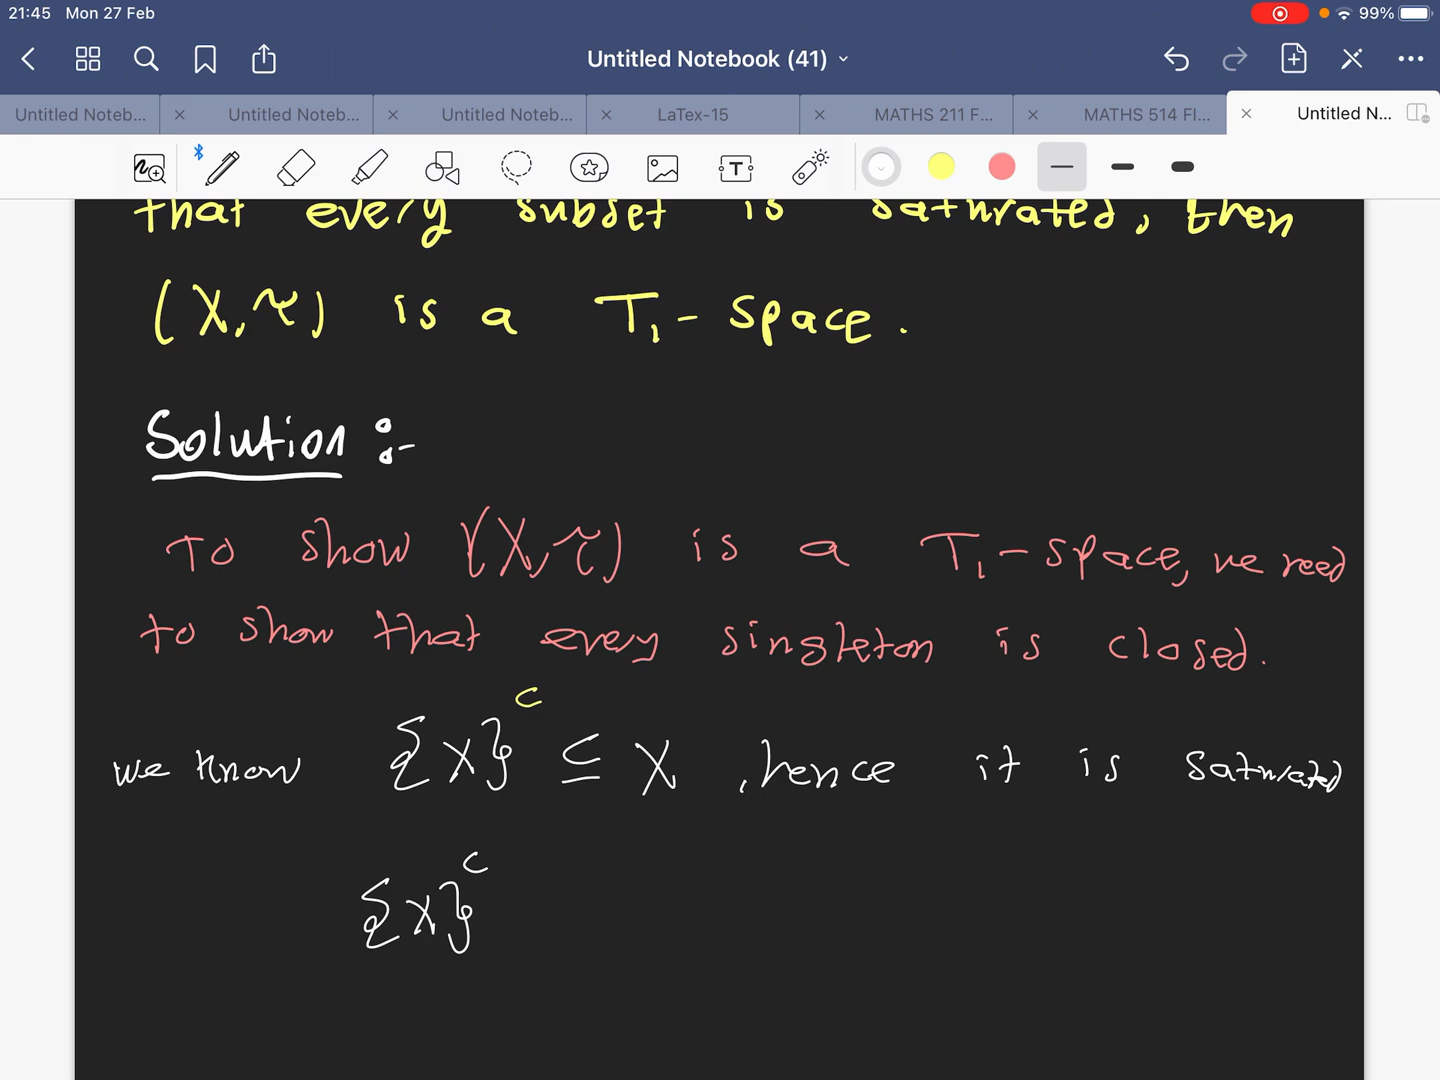 21:45 Mon 27 Feb 99%
Untitled Notebook (41)
Untitled Noteb... Untitled Noteb... Untitled Noteb... LaTex-15 MATHS 211 F... MATHS 514 FI... Untitled N...
that every subset is saturated, then
(X,τ) is a T₁-space.
Solution :-
To show (X,τ) is a T₁-space, we need
to show that every singleton is closed.
we know {x}ᶜ ⊆ X, hence it is saturated
{x}ᶜ